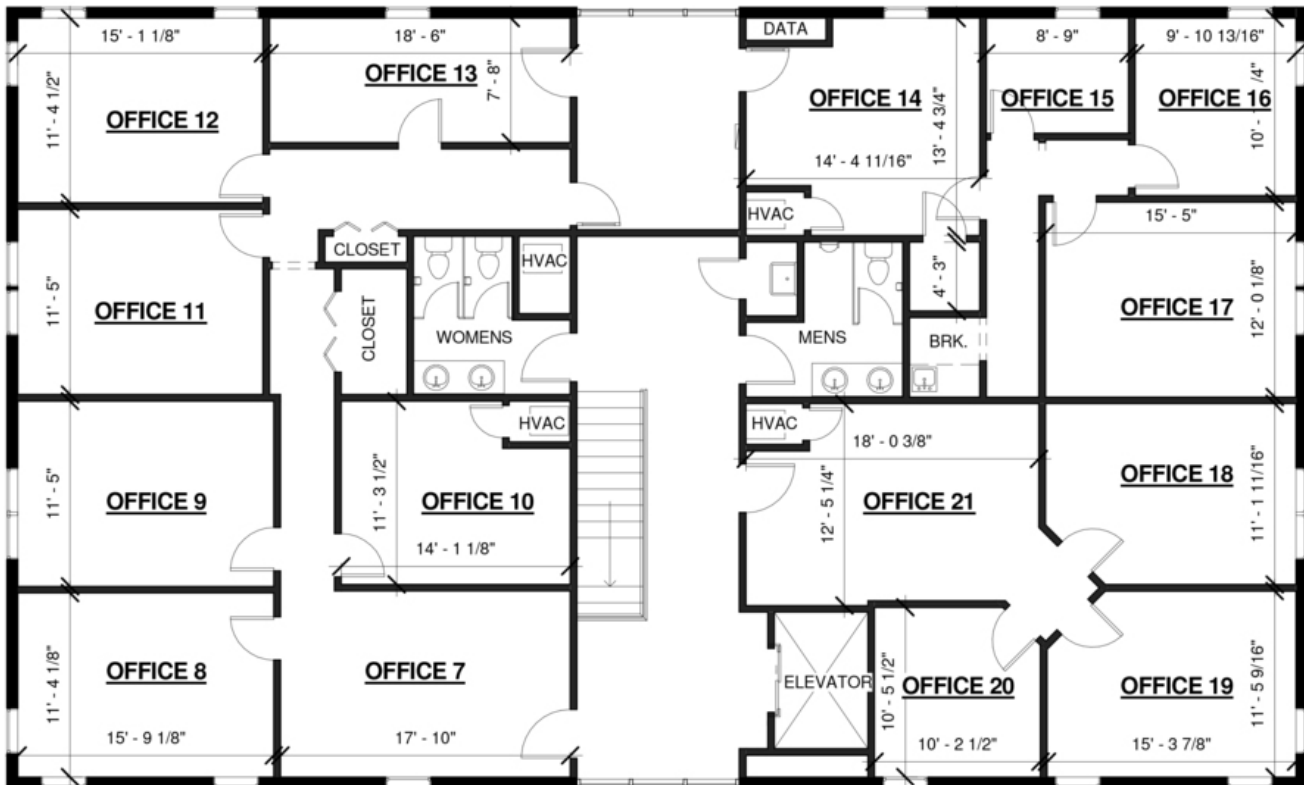 15' - 1 1/8"
11' - 4 1/2"
OFFICE 12
18' - 6"
OFFICE 13
7' - 8"
DATA
OFFICE 14
13' - 4 3/4"
14' - 4 11/16"
HVAC
8' - 9"
OFFICE 15
9' - 10 13/16"
OFFICE 16
10' -
/4"
11' - 5"
OFFICE 11
CLOSET
CLOSET
HVAC
WOMENS
MENS
4' - 3"
BRK.
15' - 5"
OFFICE 17
12' - 0 1/8"
11' - 5"
OFFICE 9
HVAC
11' - 3 1/2"
OFFICE 10
14' - 1 1/8"
HVAC
18' - 0 3/8"
12' - 5 1/4"
OFFICE 21
OFFICE 18
11' - 1 11/16"
11' - 4 1/8"
OFFICE 8
15' - 9 1/8"
OFFICE 7
17' - 10"
ELEVATOR
10' - 5 1/2"
OFFICE 20
10' - 2 1/2"
OFFICE 19
11' - 5 9/16"
15' - 3 7/8"